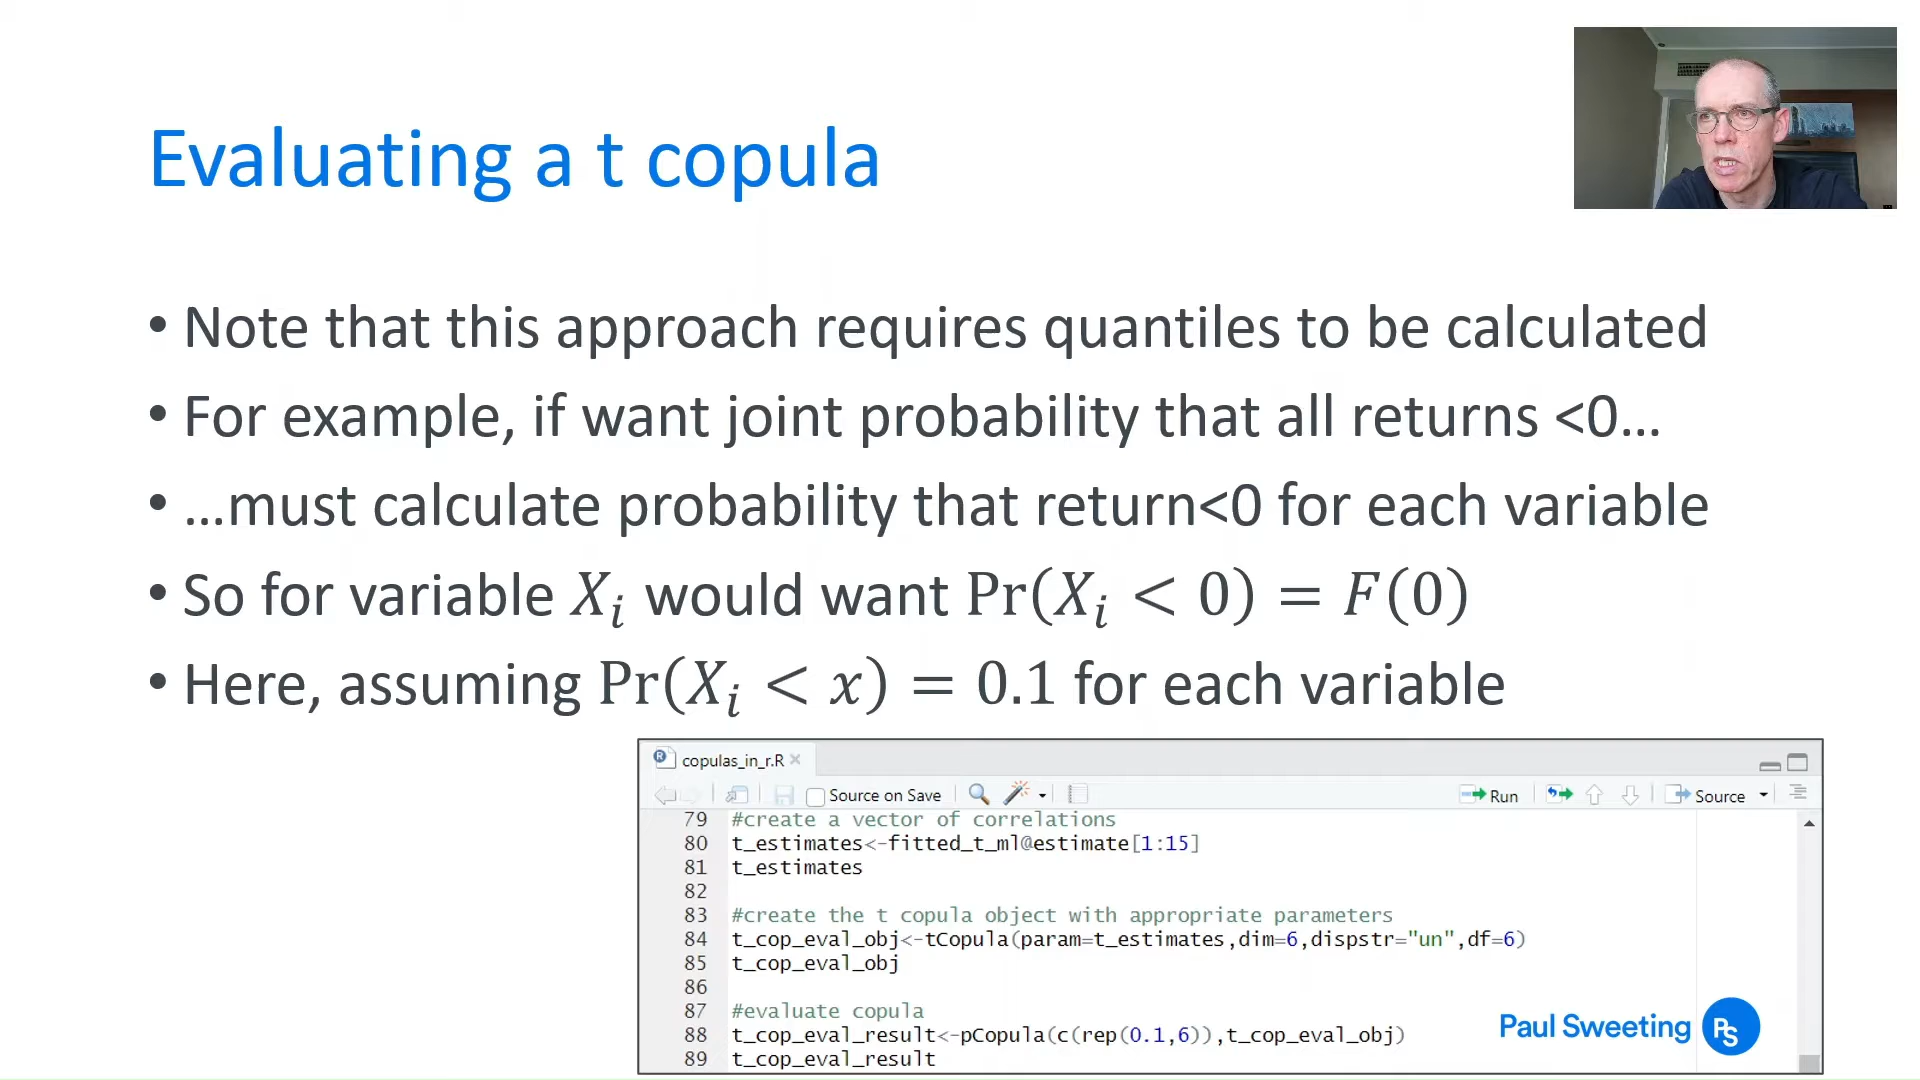 Evaluating a t copula
• Note that this approach requires quantiles to be calculated
• For example, if want joint probability that all returns <0…
• …must calculate probability that return<0 for each variable
• So for variable Xᵢ would want Pr(Xᵢ < 0) = F(0)
• Here, assuming Pr(Xᵢ < x) = 0.1 for each variable
copulas_in_r.R
Source on Save Run Source
79 #create a vector of correlations
80 t_estimates<-fitted_t_ml@estimate[1:15]
81 t_estimates
82
83 #create the t copula object with appropriate parameters
84 t_cop_eval_obj<-tCopula(param=t_estimates,dim=6,dispstr="un",df=6)
85 t_cop_eval_obj
86
87 #evaluate copula
88 t_cop_eval_result<-pCopula(c(rep(0.1,6)),t_cop_eval_obj)
89 t_cop_eval_result
Paul Sweeting PS